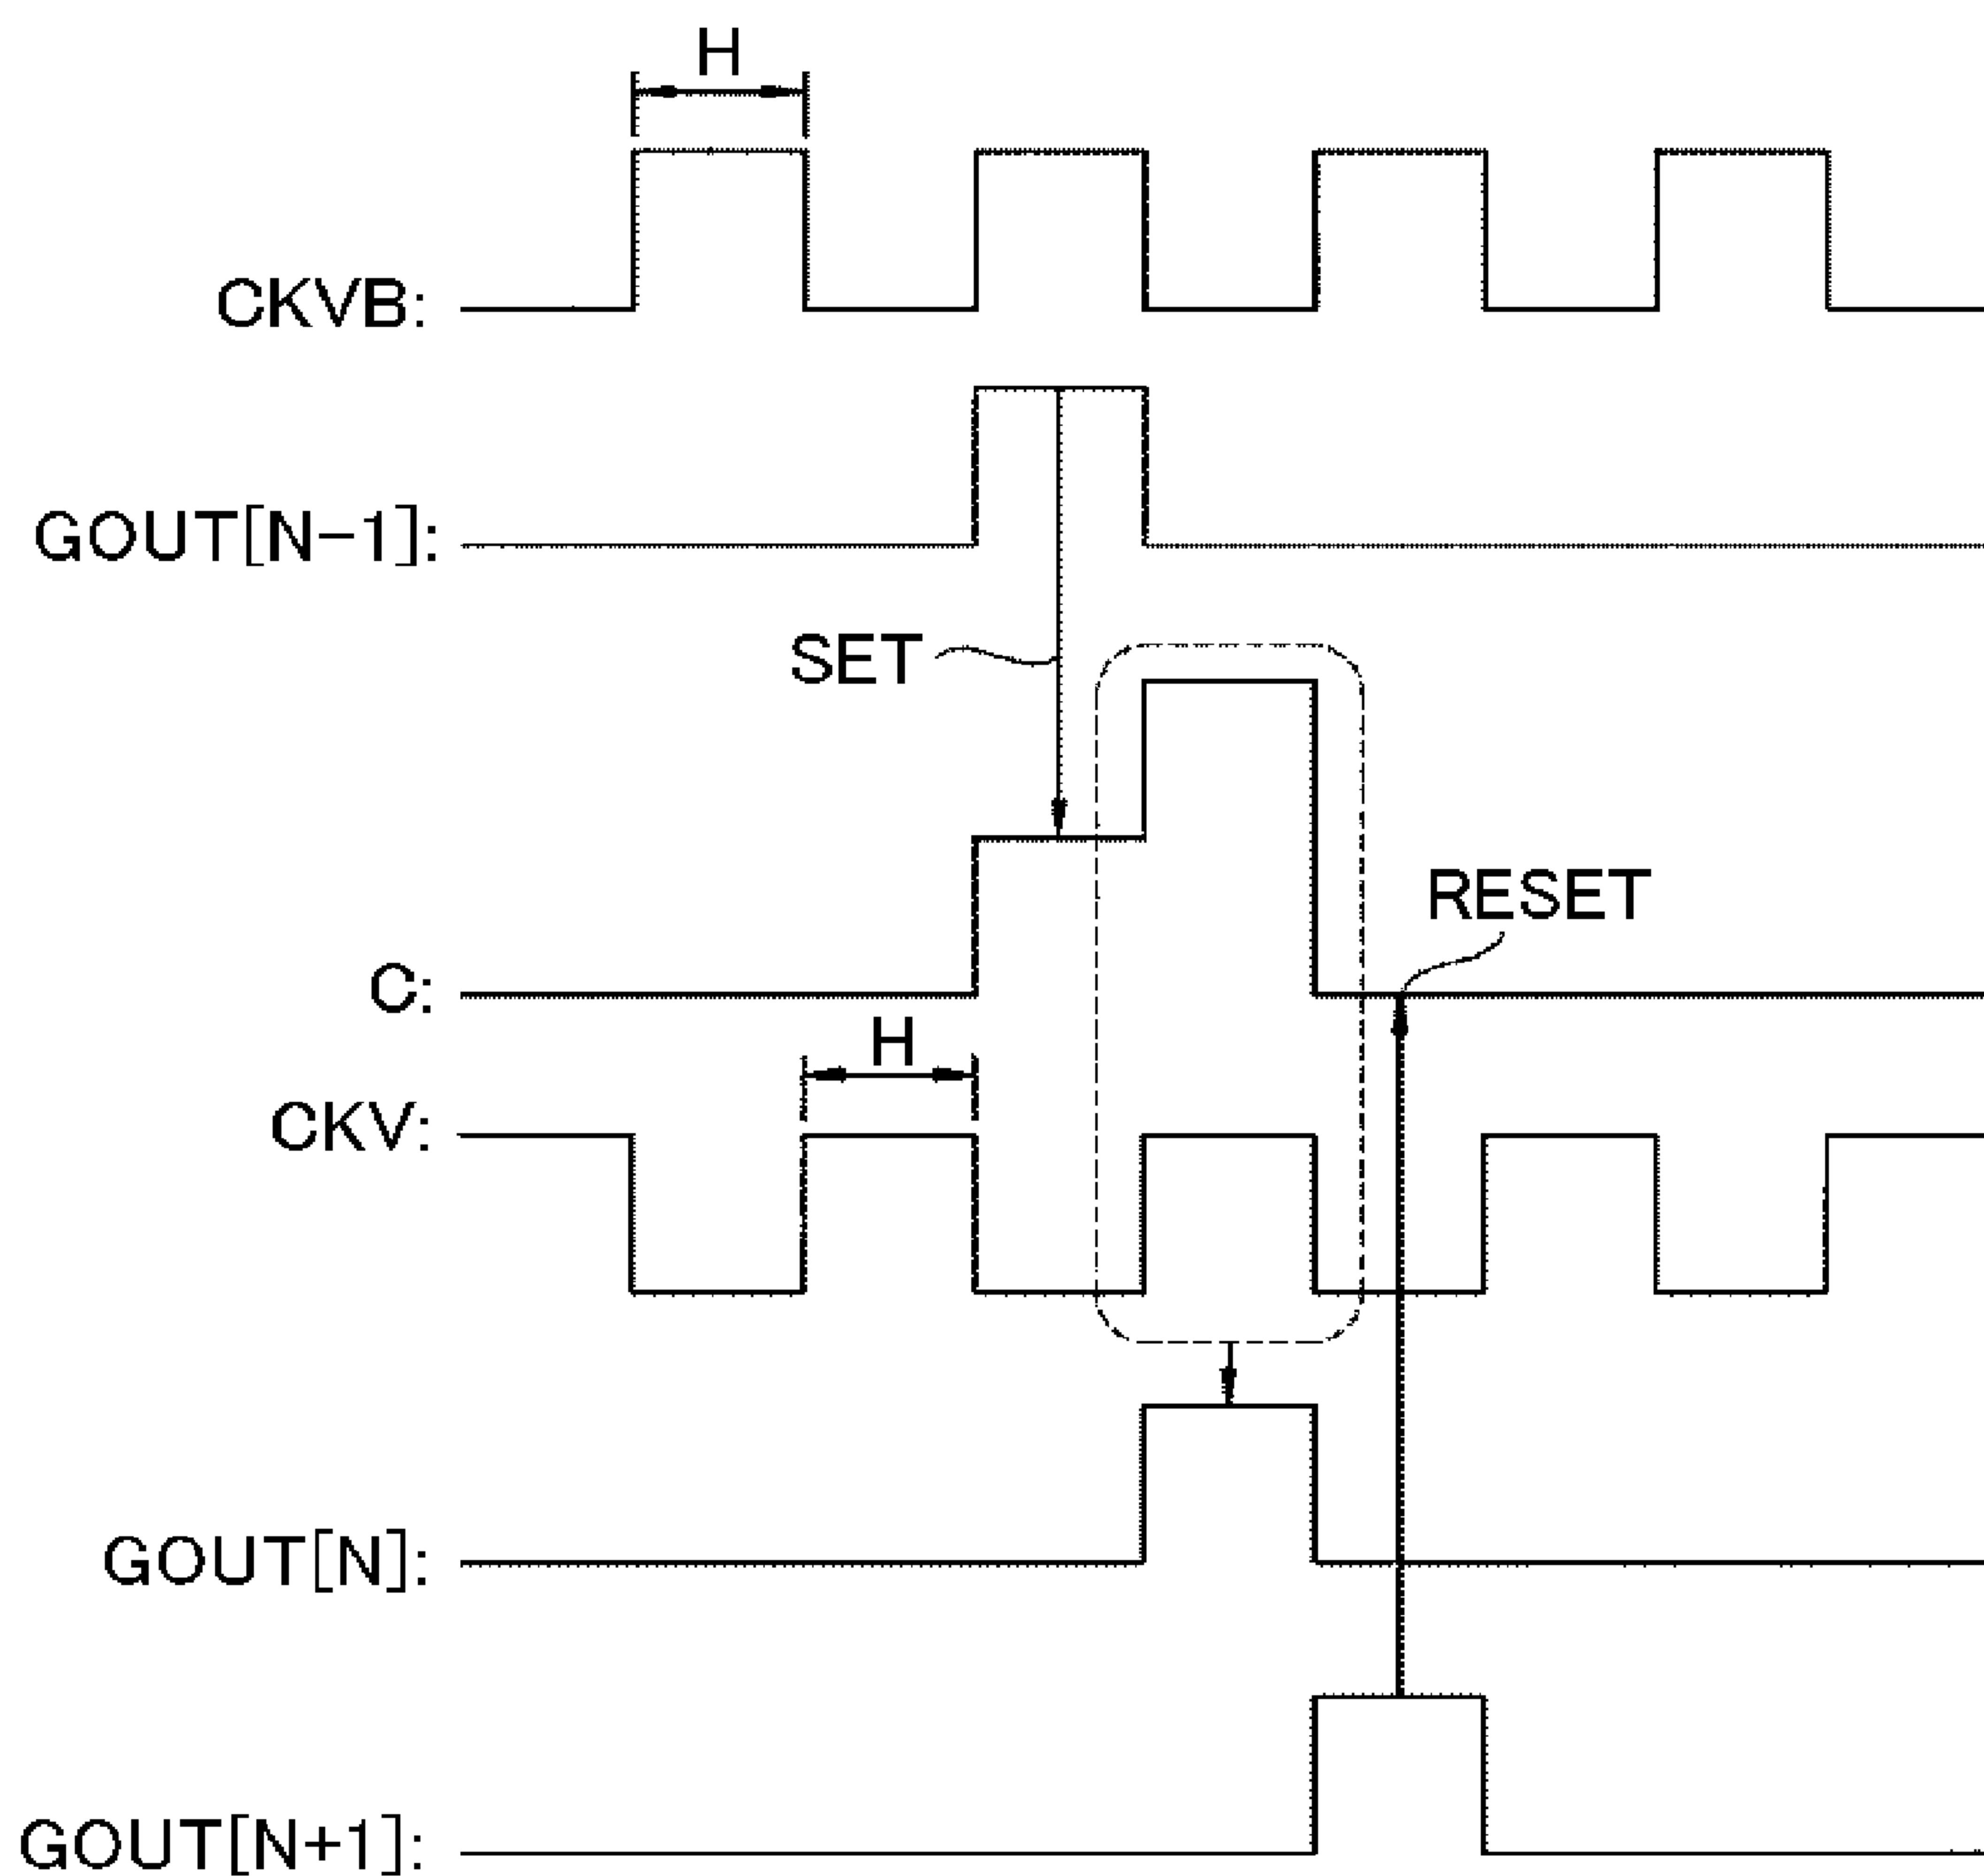 H
CKVB:
GOUT[N-1]:
SET
RESET
C:
H
CKV:
GOUT[N]:
GOUT[N+1]: